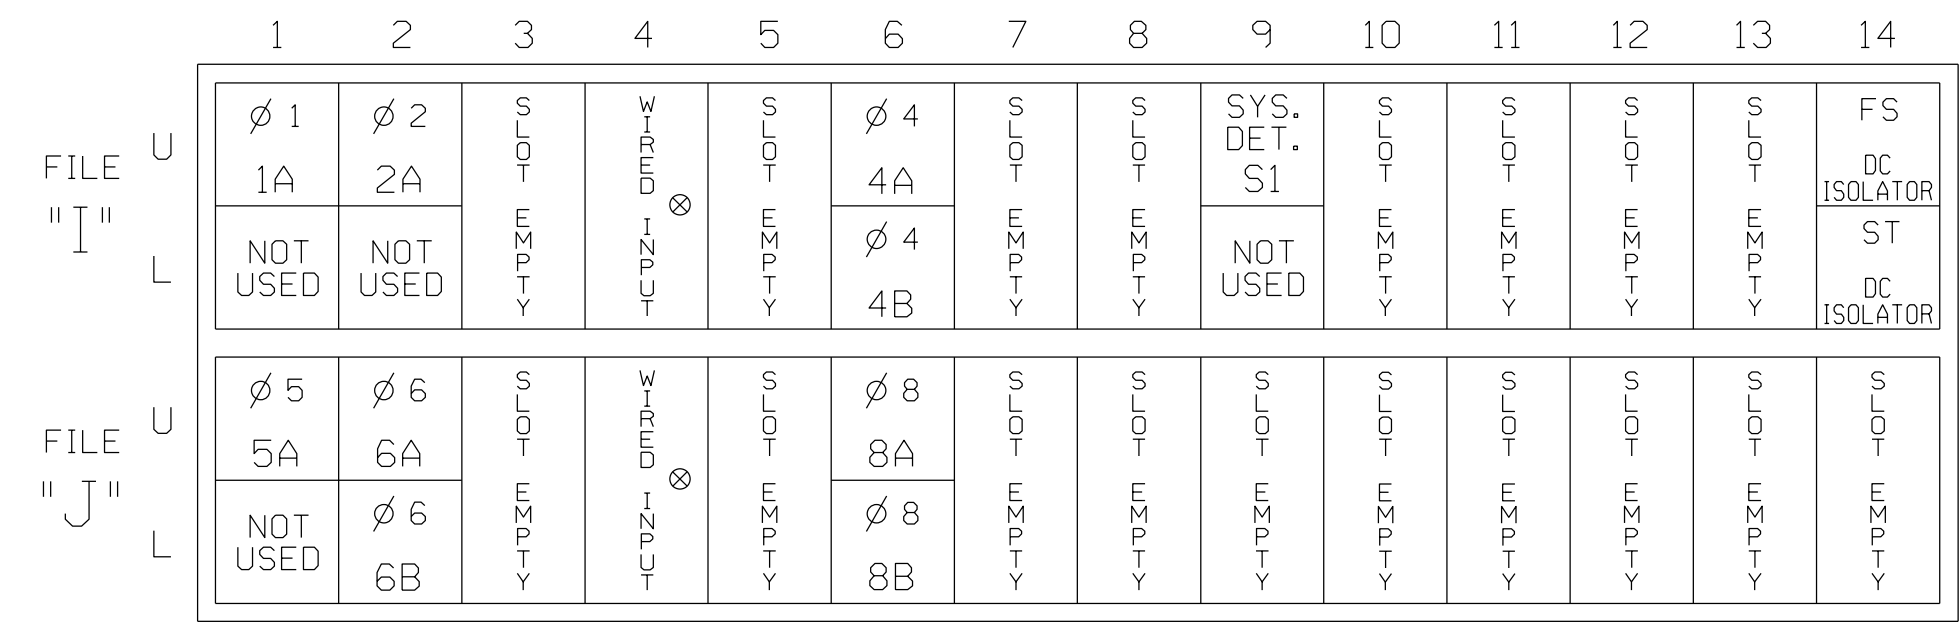 1 2 3 4 5 6 7 8 9 10 11 12 13 14
FILE "I"
U
L
Ø 1
1A
NOT
USED
Ø 2
2A
NOT
USED
SLOT EMPTY
WIRED INPUT
SLOT EMPTY
Ø 4
4A
Ø 4
4B
SLOT EMPTY
SLOT EMPTY
SYS.
DET.
S1
NOT
USED
SLOT EMPTY
SLOT EMPTY
SLOT EMPTY
SLOT EMPTY
FS
DC
ISOLATOR
ST
DC
ISOLATOR
FILE "J"
U
L
Ø 5
5A
NOT
USED
Ø 6
6A
Ø 6
6B
SLOT EMPTY
WIRED INPUT
SLOT EMPTY
Ø 8
8A
Ø 8
8B
SLOT EMPTY
SLOT EMPTY
SLOT EMPTY
SLOT EMPTY
SLOT EMPTY
SLOT EMPTY
SLOT EMPTY
SLOT EMPTY